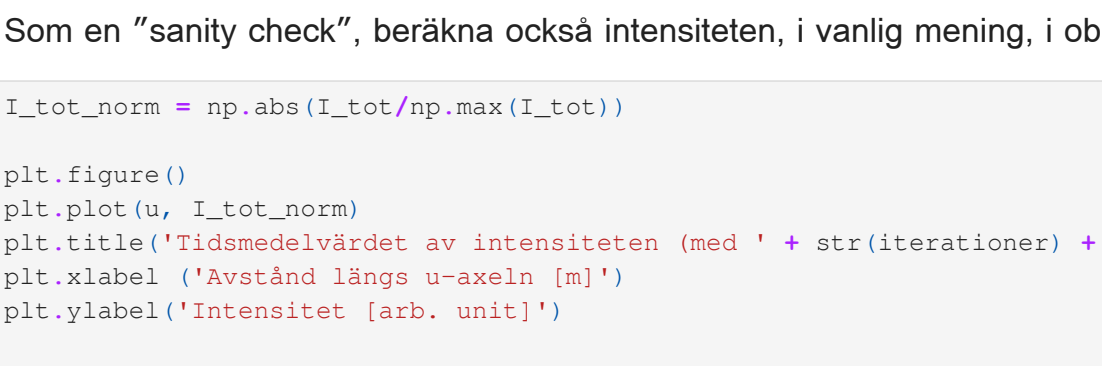 Som en ”sanity check”, beräkna också intensiteten, i vanlig mening, i ob
I_tot_norm = np.abs(I_tot/np.max(I_tot))
plt.figure()
plt.plot(u, I_tot_norm)
plt.title('Tidsmedelvärdet av intensiteten (med ' + str(iterationer) +
plt.xlabel ('Avstånd längs u-axeln [m]')
plt.ylabel('Intensitet [arb. unit]')